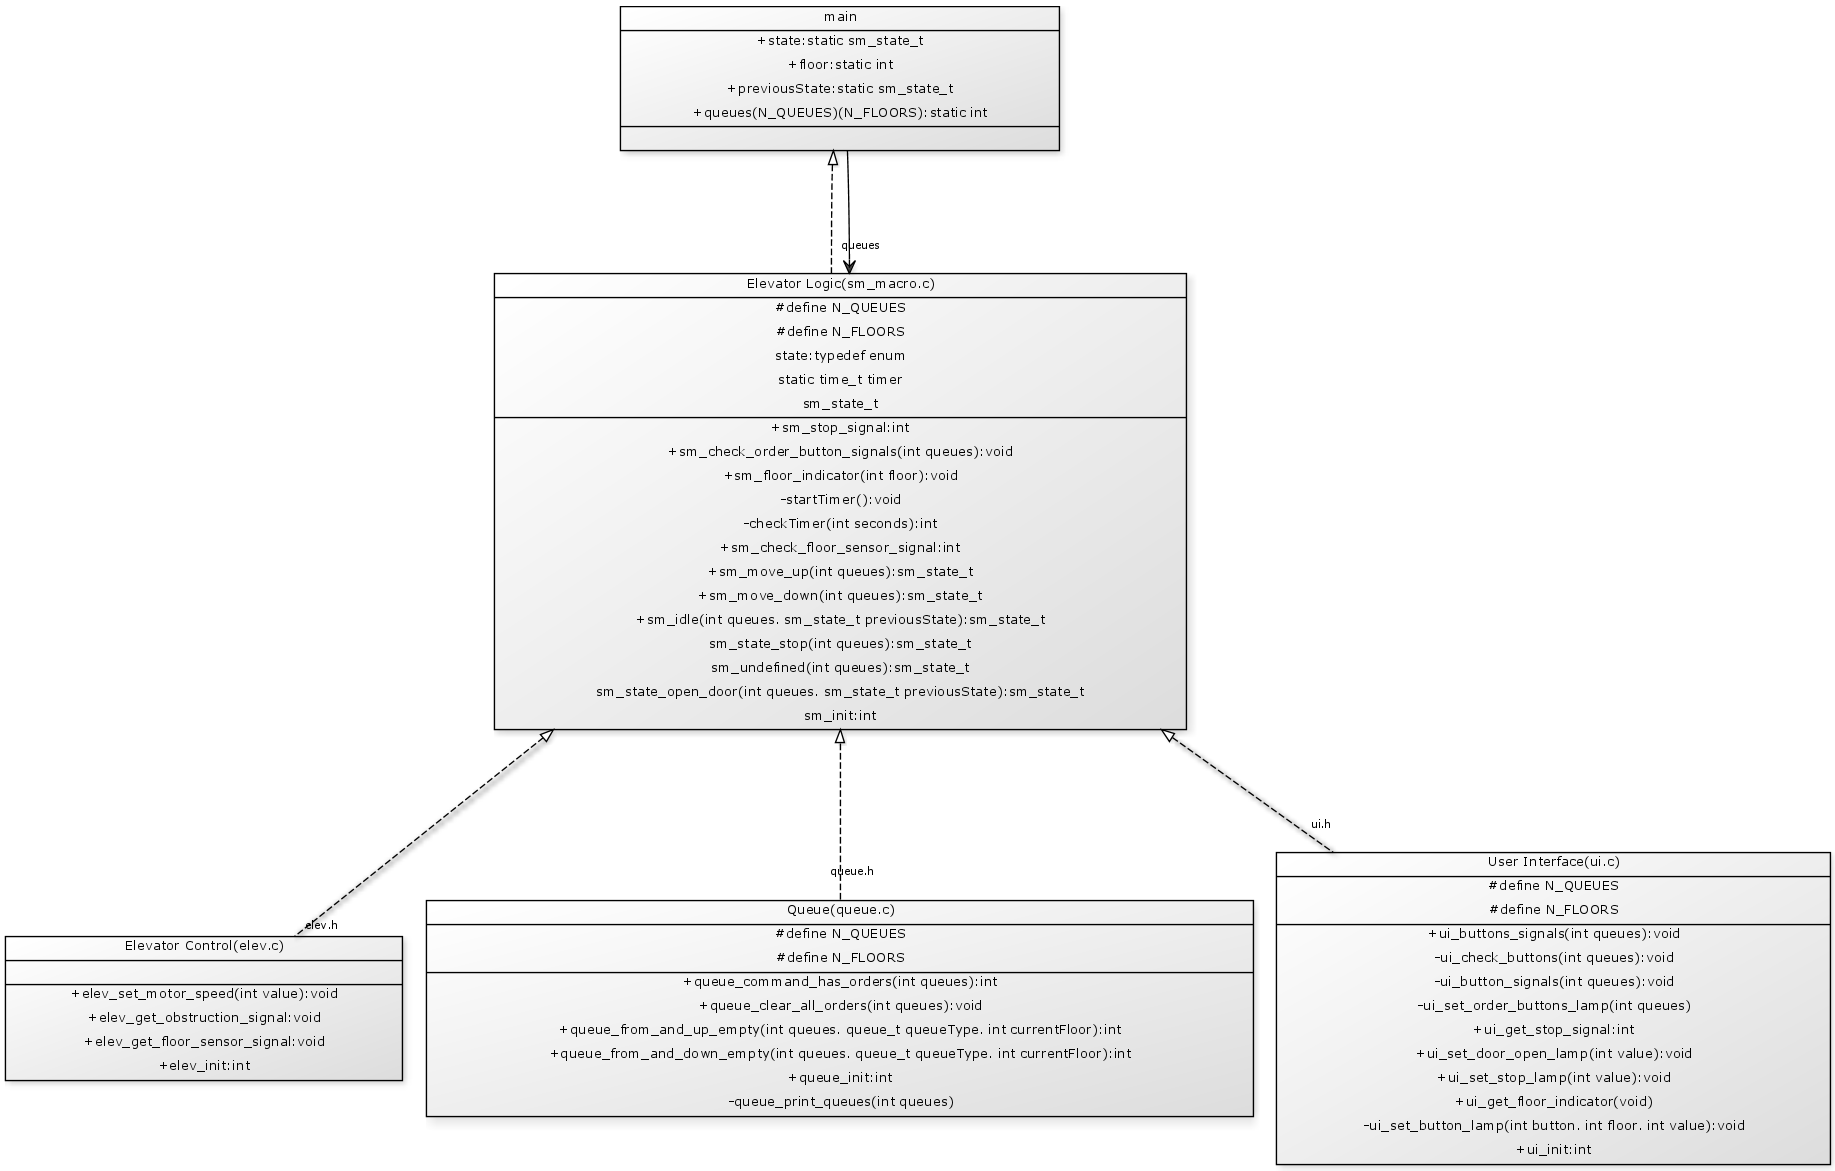 main
+state:static sm_state_t
+floor:static int
+previousState:static sm_state_t
+queues(N_QUEUES)(N_FLOORS):static int
queues
Elevator Logic(sm_macro.c)
#define N_QUEUES
#define N_FLOORS
state:typedef enum
static time_t timer
sm_state_t
+sm_stop_signal:int
+sm_check_order_button_signals(int queues):void
+sm_floor_indicator(int floor):void
-startTimer():void
-checkTimer(int seconds):int
+sm_check_floor_sensor_signal:int
+sm_move_up(int queues):sm_state_t
+sm_move_down(int queues):sm_state_t
+sm_idle(int queues. sm_state_t previousState):sm_state_t
sm_state_stop(int queues):sm_state_t
sm_undefined(int queues):sm_state_t
sm_state_open_door(int queues. sm_state_t previousState):sm_state_t
sm_init:int
elev.h
Elevator Control(elev.c)
+elev_set_motor_speed(int value):void
+elev_get_obstruction_signal:void
+elev_get_floor_sensor_signal:void
+elev_init:int
queue.h
Queue(queue.c)
#define N_QUEUES
#define N_FLOORS
+queue_command_has_orders(int queues):int
+queue_clear_all_orders(int queues):void
+queue_from_and_up_empty(int queues. queue_t queueType. int currentFloor):int
+queue_from_and_down_empty(int queues. queue_t queueType. int currentFloor):int
+queue_init:int
-queue_print_queues(int queues)
ui.h
User Interface(ui.c)
#define N_QUEUES
#define N_FLOORS
+ui_buttons_signals(int queues):void
-ui_check_buttons(int queues):void
-ui_button_signals(int queues):void
-ui_set_order_buttons_lamp(int queues)
+ui_get_stop_signal:int
+ui_set_door_open_lamp(int value):void
+ui_set_stop_lamp(int value):void
+ui_get_floor_indicator(void)
-ui_set_button_lamp(int button. int floor. int value):void
+ui_init:int